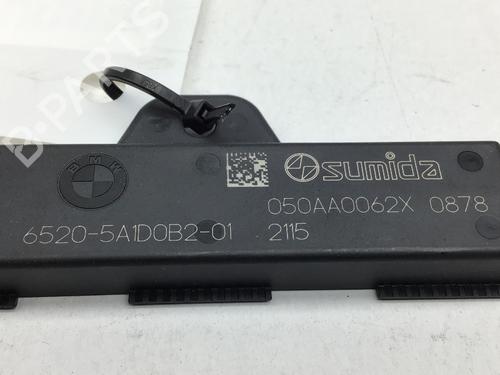 B-PARTS
BMW
sumida
050AA0062X 0878
6520-5A1D0B2-01 2115